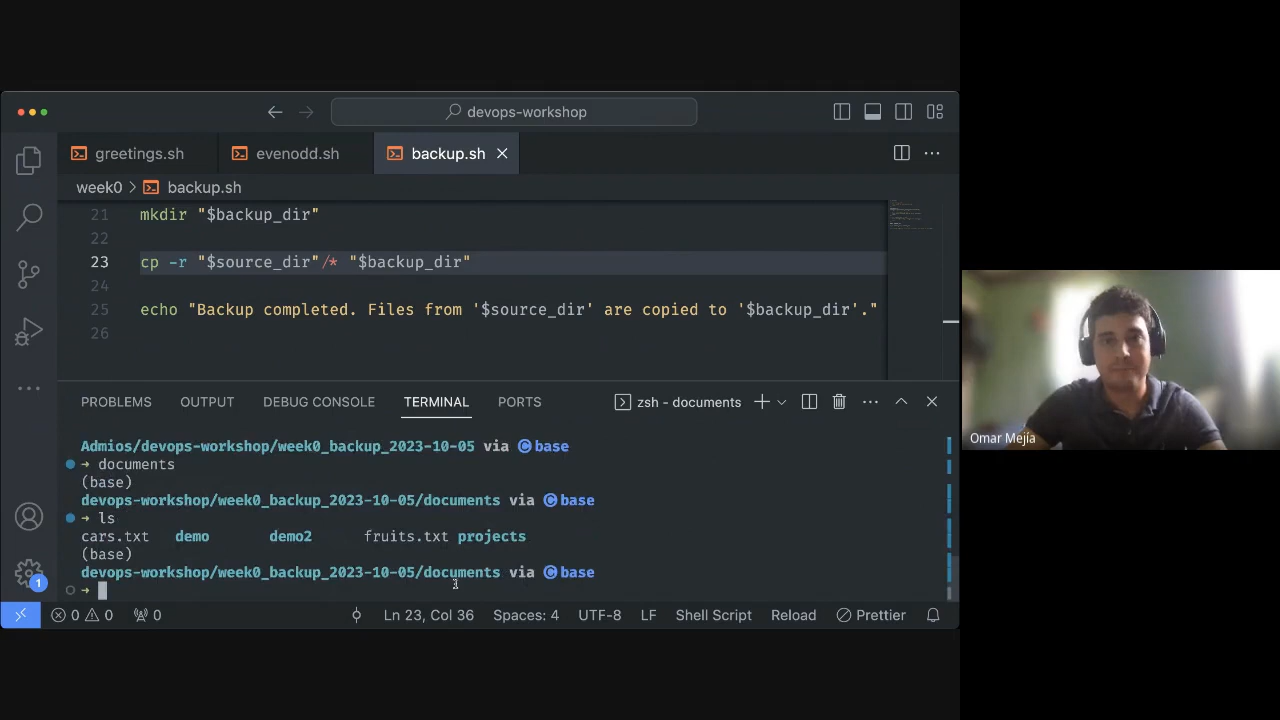 devops-workshop
greetings.sh
evenodd.sh
backup.sh
week0 > backup.sh
21 mkdir "$backup_dir"
22
23 cp -r "$source_dir"/* "$backup_dir"
24
25 echo "Backup completed. Files from '$source_dir' are copied to '$backup_dir'."
26
PROBLEMS OUTPUT DEBUG CONSOLE TERMINAL PORTS zsh - documents
Admios/devops-workshop/week0_backup_2023-10-05 via C base
➜ documents
(base)
devops-workshop/week0_backup_2023-10-05/documents via C base
➜ ls
cars.txt demo demo2 fruits.txt projects
(base)
devops-workshop/week0_backup_2023-10-05/documents via C base
➜
1
0 0 0 Ln 23, Col 36 Spaces: 4 UTF-8 LF Shell Script Reload Prettier
Omar Mejía